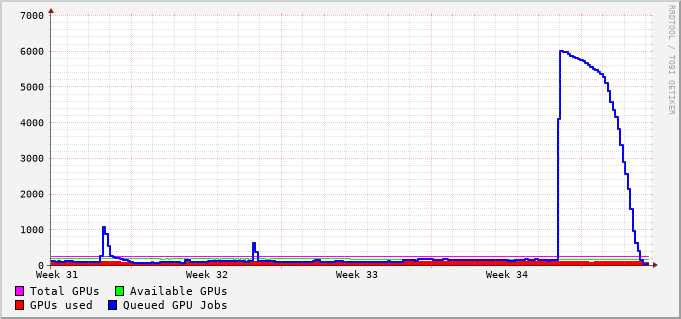 7000
6000
5000
4000
3000
2000
1000
0
Week 31 Week 32 Week 33 Week 34
Total GPUs Available GPUs
GPUs used Queued GPU Jobs
RRDTOOL / TOBI OETIKER